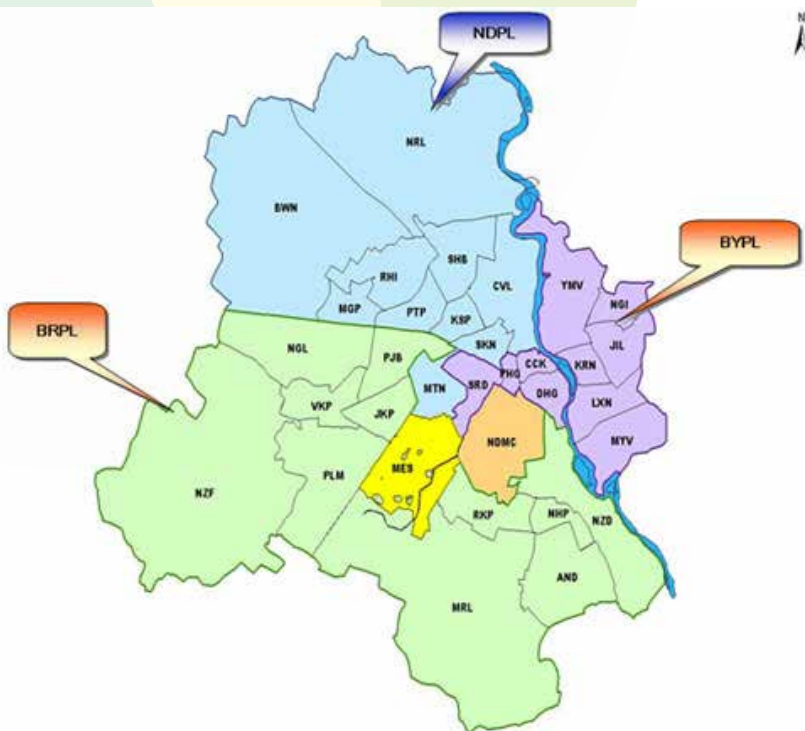 N
NDPL
NRL
BWN
BYPL
SHB
YMV
RHI
CVL
NGI
MGP
PTP
KSP
JIL
BRPL
SKN
NGL
PJB
PHG
CCK
KRN
MTN
SRD
DHG
VKP
JKP
LXN
NDMC
MYV
MES
PLM
NZF
RKP
NHP
NZD
AND
MRL